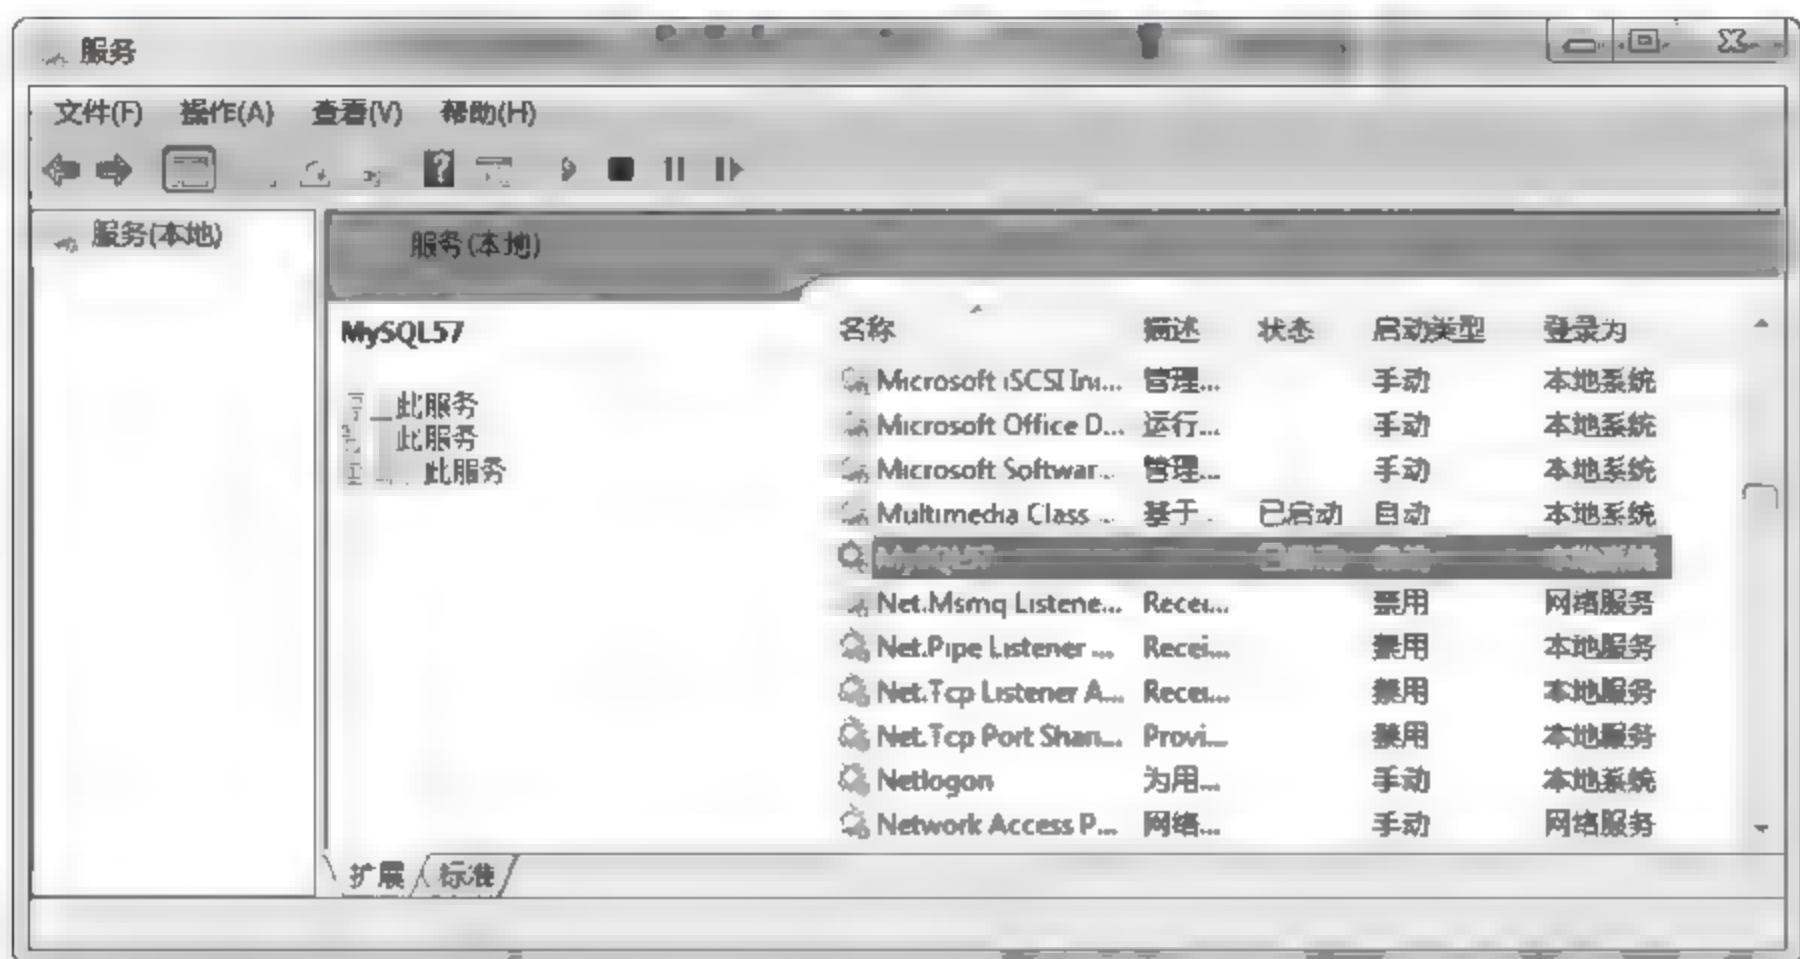 服务
文件(F) 操作(A) 查看(V) 帮助(H)
服务(本地)
服务(本地)
MySQL57
此服务
此服务
此服务
名称 描述 状态 启动类型 登录为
Microsoft iSCSI Ini... 管理... 手动 本地系统
Microsoft Office D... 运行... 手动 本地系统
Microsoft Softwar... 管理... 手动 本地系统
Multimedia Class ... 基于... 已启动 自动 本地系统
MySQL57
Net.Msmq Listene... Recei... 禁用 网络服务
Net.Pipe Listener ... Recei... 禁用 本地服务
Net.Tcp Listener A... Recei... 禁用 本地服务
Net.Tcp Port Shan... Provi... 禁用 本地服务
Netlogon 为用... 手动 本地系统
Network Access P... 网络... 手动 网络服务
扩展 标准